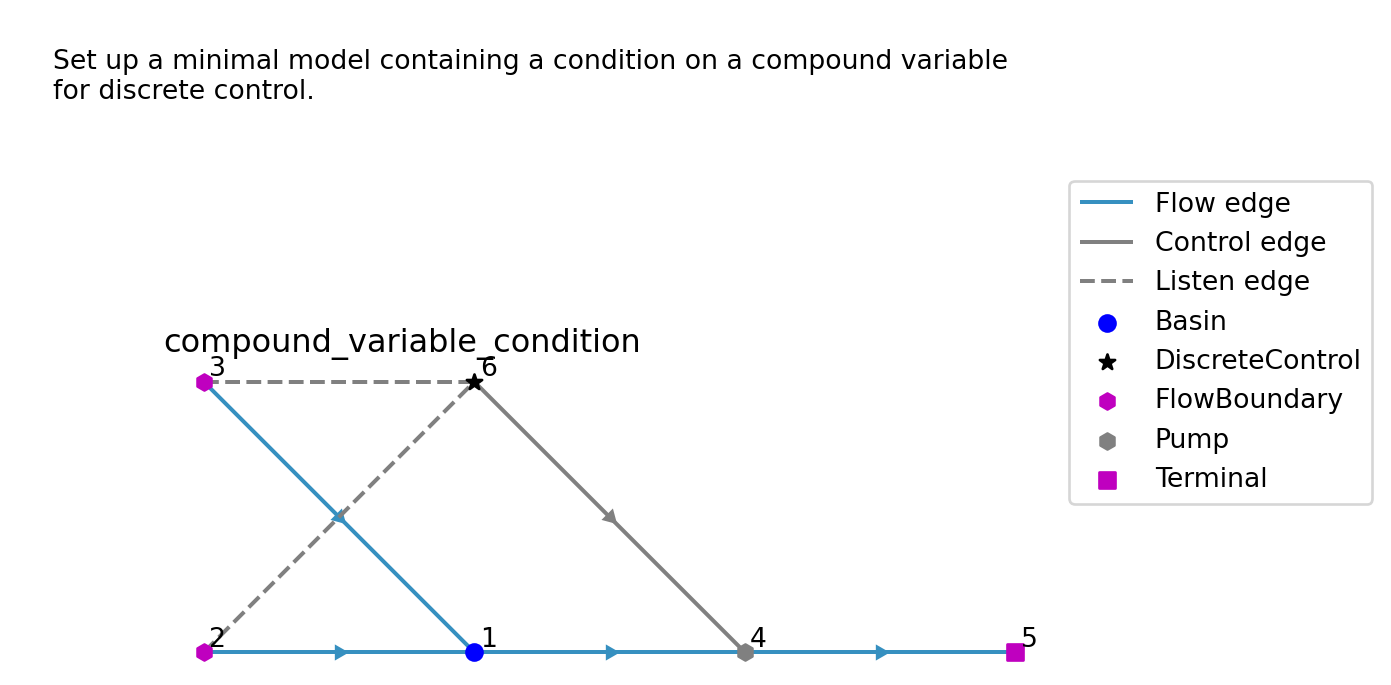 Set up a minimal model containing a condition on a compound variable
for discrete control.
Flow edge
Control edge
Listen edge
Basin
DiscreteControl
FlowBoundary
Pump
Terminal
compound_variable_condition
3
6
2
1
4
5